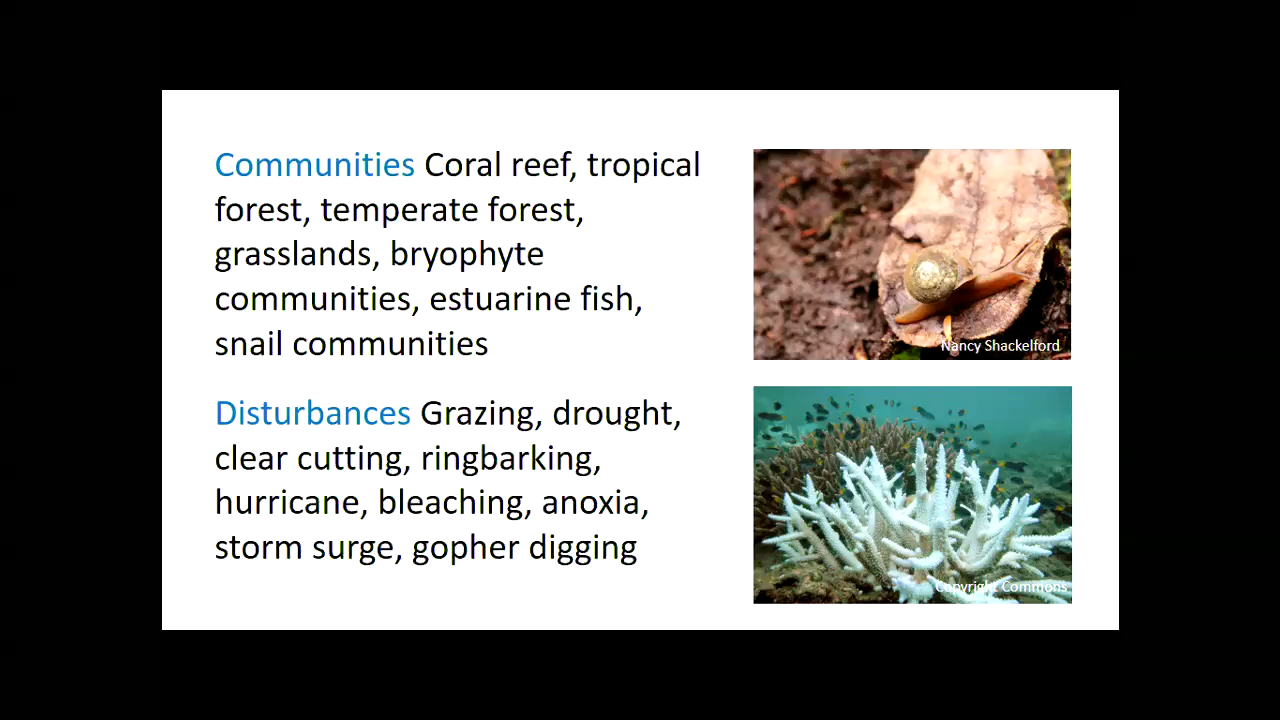 Communities Coral reef, tropical
forest, temperate forest,
grasslands, bryophyte
communities, estuarine fish,
snail communities
Disturbances Grazing, drought,
clear cutting, ringbarking,
hurricane, bleaching, anoxia,
storm surge, gopher digging
Nancy Shackelford
Copyright Commons